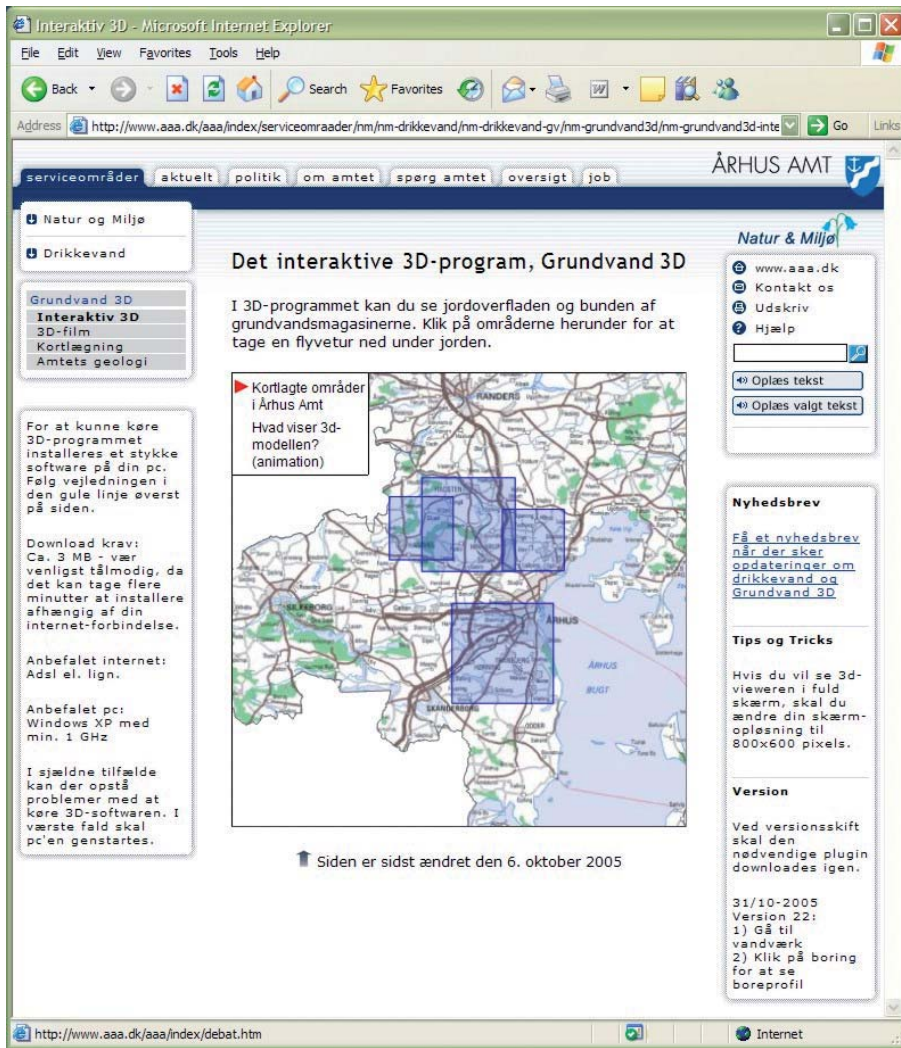 Interaktiv 3D - Microsoft Internet Explorer
File Edit View Favorites Tools Help
Back Search Favorites
Address http://www.aaa.dk/aaa/index/serviceomraader/nm/nm-drikkevand/nm-drikkevand-gv/nm-grundvand3d/nm-grundvand3d-inte Go Links
ÅRHUS AMT
serviceområder aktuelt politik om amtet spørg amtet oversigt job
Natur og Miljø
Drikkevand
Grundvand 3D
Interaktiv 3D
3D-film
Kortlægning
Amtets geologi
For at kunne køre
3D-programmet
installeres et stykke
software på din pc.
Følg vejledningen i
den gule linje øverst
på siden.
Download krav:
Ca. 3 MB - vær
venligst tålmodig, da
det kan tage flere
minutter at installere
afhængig af din
internet-forbindelse.
Anbefalet internet:
Adsl el. lign.
Anbefalet pc:
Windows XP med
min. 1 GHz
I sjældne tilfælde
kan der opstå
problemer med at
køre 3D-softwaren. I
værste fald skal
pc'en genstartes.
Det interaktive 3D-program, Grundvand 3D
I 3D-programmet kan du se jordoverfladen og bunden af
grundvandsmagasinerne. Klik på områderne herunder for at
tage en flyvetur ned under jorden.
Kortlagte områder
i Århus Amt
Hvad viser 3d-
modellen?
(animation)
RANDERS
HADSTEN
SILKEBORG
ÅRHUS
ÅRHUS
BUGT
HØRNING
SKANDERBORG
ODDER
Siden er sidst ændret den 6. oktober 2005
Natur & Miljø
www.aaa.dk
Kontakt os
Udskriv
Hjælp
Oplæs tekst
Oplæs valgt tekst
Nyhedsbrev
Få et nyhedsbrev
når der sker
opdateringer om
drikkevand og
Grundvand 3D
Tips og Tricks
Hvis du vil se 3d-
vieweren i fuld
skærm, skal du
ændre din skærm-
opløsning til
800x600 pixels.
Version
Ved versionsskift
skal den
nødvendige plugin
downloades igen.
31/10-2005
Version 22:
1) Gå til
vandværk
2) Klik på boring
for at se
boreprofil
http://www.aaa.dk/aaa/index/debat.htm Internet